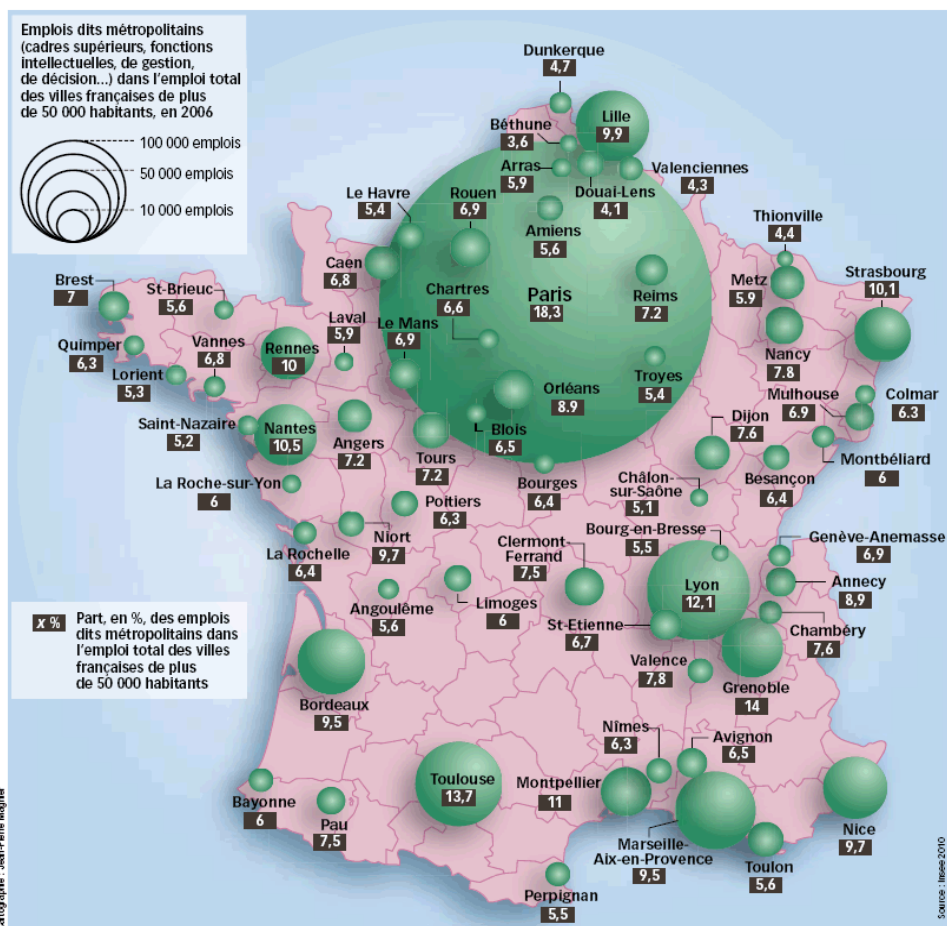 Emplois dits métropolitains
(cadres supérieurs, fonctions
intellectuelles, de gestion,
de décision...) dans l'emploi total
des villes françaises de plus
de 50 000 habitants, en 2006
100 000 emplois
50 000 emplois
10 000 emplois
Dunkerque
4,7
Lille
9,9
Béthune
3,6
Arras
5,9
Douai-Lens
4,1
Valenciennes
4,3
Le Havre
5,4
Rouen
6,9
Amiens
5,6
Thionville
4,4
Metz
5.9
Strasbourg
10,1
Caen
6,8
Chartres
6,6
Paris
18,3
Reims
7.2
Brest
7
St-Brieuc
5,6
Laval
5,9
Le Mans
6,9
Nancy
7.8
Quimper
6,3
Vannes
6,8
Rennes
10
Lorient
5,3
Orléans
8.9
Troyes
5,4
Mulhouse
6.9
Colmar
6.3
Saint-Nazaire
5,2
Nantes
10,5
Angers
7.2
Tours
7.2
Blois
6,5
Dijon
7.6
Montbéliard
6
La Roche-sur-Yon
6
Poitiers
6,3
Bourges
6,4
Châlon-
sur-Saône
5,1
Besançon
6,4
La Rochelle
6,4
Niort
9,7
Clermont-
Ferrand
7,5
Bourg-en-Bresse
5,5
Genève-Anemasse
6,9
Lyon
12,1
Annecy
8,9
Angoulême
5,6
Limoges
6
St-Etienne
6,7
Chambéry
7,6
x %
Part, en %, des emplois
dits métropolitains dans
l'emploi total des villes
françaises de plus
de 50 000 habitants
Valence
7,8
Grenoble
14
Bordeaux
9,5
Nîmes
6,3
Avignon
6,5
Toulouse
13,7
Montpellier
11
Bayonne
6
Pau
7,5
Marseille-
Aix-en-Provence
9,5
Nice
9,7
Toulon
5,6
Perpignan
5,5
Source : Insee 2010